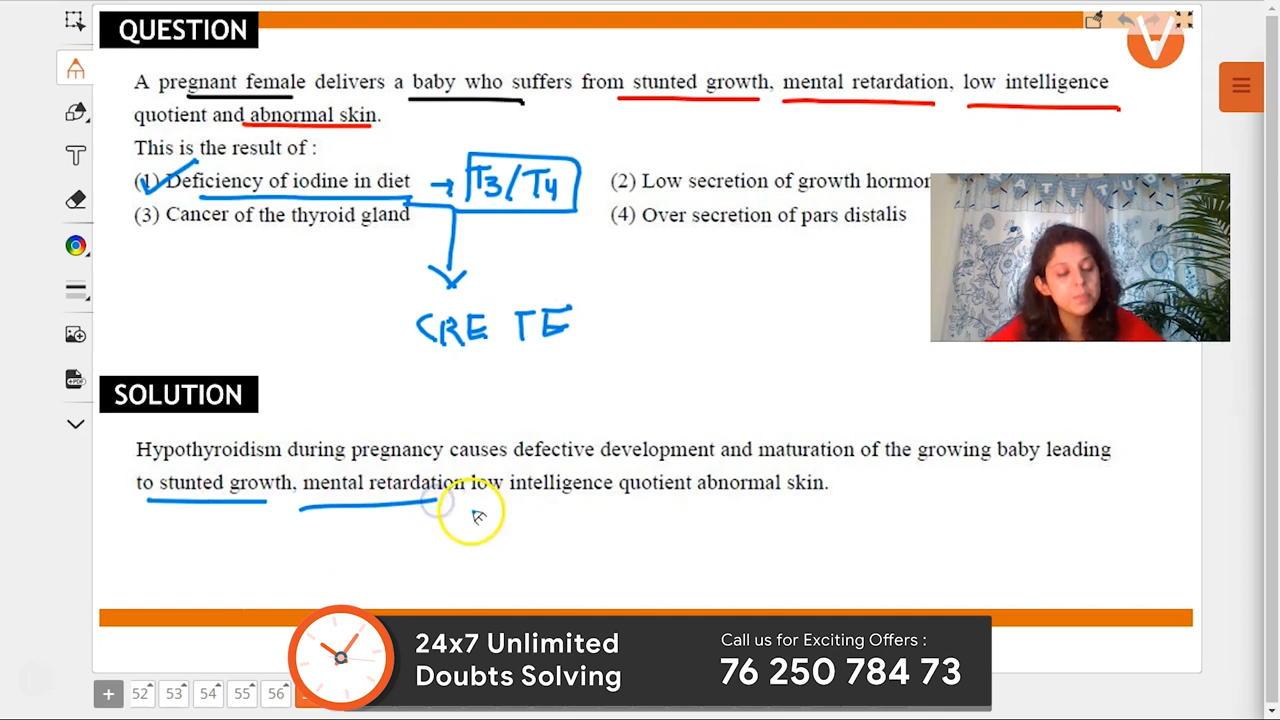 QUESTION
A pregnant female delivers a baby who suffers from stunted growth, mental retardation, low intelligence
quotient and abnormal skin.
This is the result of :
(1) Deficiency of iodine in diet → T3/T4
(2) Low secretion of growth hormon
(3) Cancer of the thyroid gland
(4) Over secretion of pars distalis
CRE TE
SOLUTION
Hypothyroidism during pregnancy causes defective development and maturation of the growing baby leading
to stunted growth, mental retardation low intelligence quotient abnormal skin.
24x7 Unlimited
Doubts Solving
Call us for Exciting Offers :
76 250 784 73
52 53 54 55 56